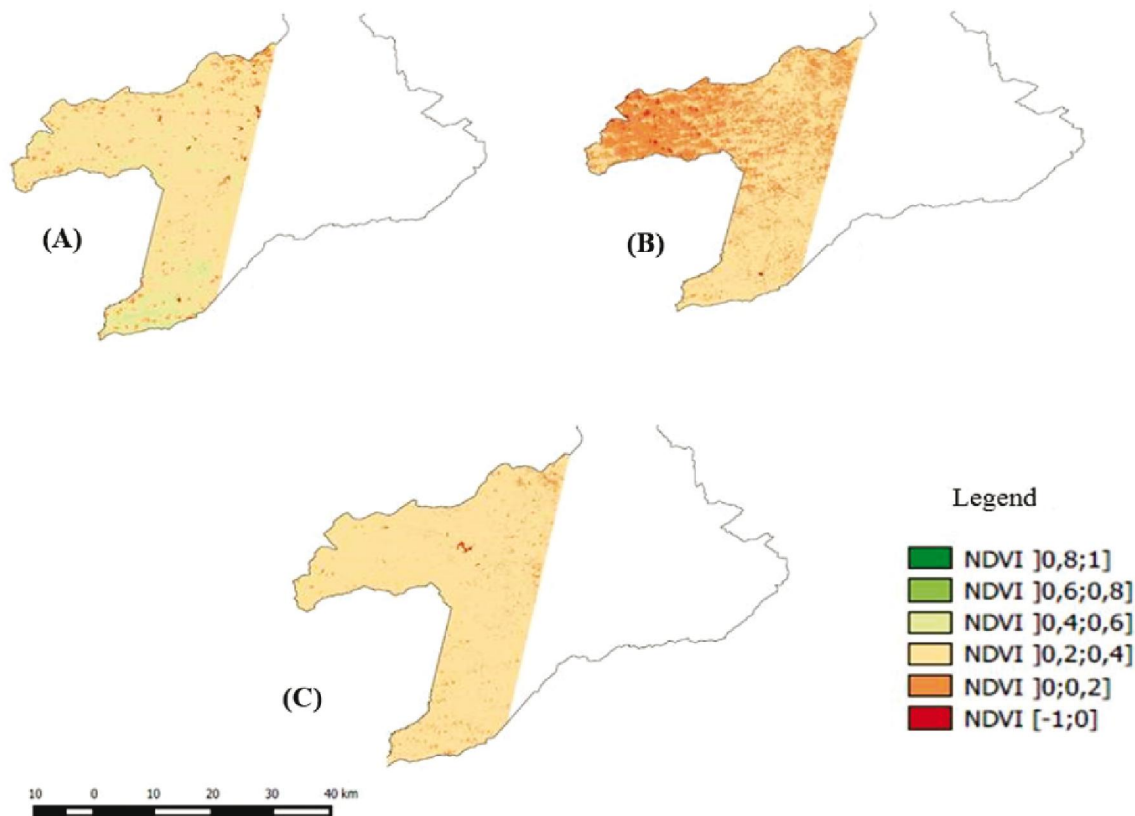 (A)
(B)
(C)
Legend
NDVI ]0,8;1]
NDVI ]0,6;0,8]
NDVI ]0,4;0,6]
NDVI ]0,2;0,4]
NDVI ]0;0,2]
NDVI [-1;0]
10 0 10 20 30 40 km